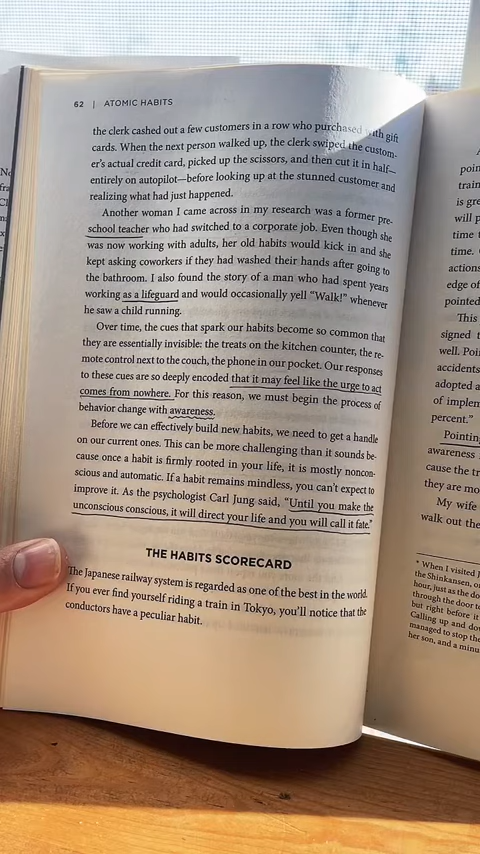 62 | ATOMIC HABITS
the clerk cashed out a few customers in a row who purchased with gift
cards. When the next person walked up, the clerk swiped the custom-
er's actual credit card, picked up the scissors, and then cut it in half—
entirely on autopilot—before looking up at the stunned customer and
realizing what had just happened.
Another woman I came across in my research was a former pre-
school teacher who had switched to a corporate job. Even though she
was now working with adults, her old habits would kick in and she
kept asking coworkers if they had washed their hands after going to
the bathroom. I also found the story of a man who had spent years
working as a lifeguard and would occasionally yell "Walk!" whenever
he saw a child running.
Over time, the cues that spark our habits become so common that
they are essentially invisible: the treats on the kitchen counter, the re-
mote control next to the couch, the phone in our pocket. Our responses
to these cues are so deeply encoded that it may feel like the urge to act
comes from nowhere. For this reason, we must begin the process of
behavior change with awareness.
Before we can effectively build new habits, we need to get a handle
on our current ones. This can be more challenging than it sounds be-
cause once a habit is firmly rooted in your life, it is mostly noncon-
scious and automatic. If a habit remains mindless, you can't expect to
improve it. As the psychologist Carl Jung said, "Until you make the
unconscious conscious, it will direct your life and you will call it fate."
THE HABITS SCORECARD
The Japanese railway system is regarded as one of the best in the world.
If you ever find yourself riding a train in Tokyo, you'll notice that the
conductors have a peculiar habit.
poin
train
is gre
will p
time
time.
actions
edge of
pointed
This
signed
well. Poi
accidents
adopted a
of implem
percent."
Pointing
awareness
cause the tr
they are mo
My wife
walk out the
* When I visited J
the Shinkansen, o
hour, just as the do
through the door to
but right before it
Calling up and do
managed to stop the
her son, and a minu